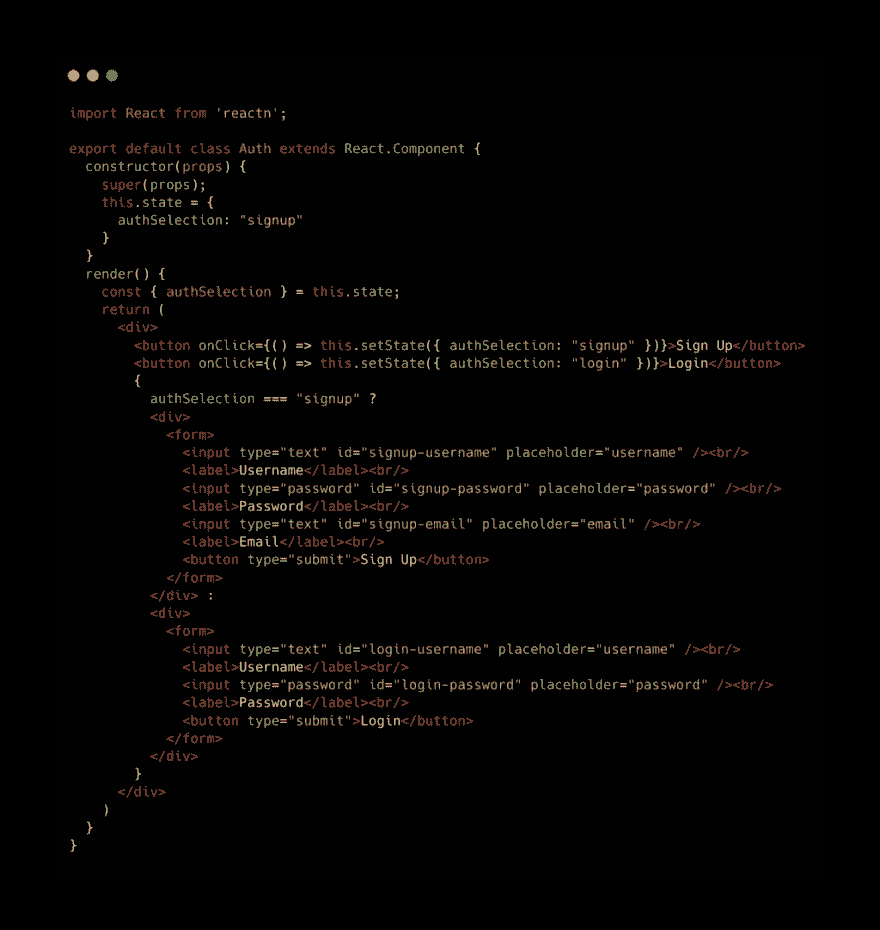 import React from 'reactn';
export default class Auth extends React.Component {
  constructor(props) {
    super(props);
    this.state = {
      authSelection: "signup"
    }
  }
  render() {
    const { authSelection } = this.state;
    return (
      <div>
        <button onClick={() => this.setState({ authSelection: "signup" })}>Sign Up</button>
        <button onClick={() => this.setState({ authSelection: "login" })}>Login</button>
        {
          authSelection === "signup" ?
          <div>
            <form>
              <input type="text" id="signup-username" placeholder="username" /><br/>
              <label>Username</label><br/>
              <input type="password" id="signup-password" placeholder="password" /><br/>
              <label>Password</label><br/>
              <input type="text" id="signup-email" placeholder="email" /><br/>
              <label>Email</label><br/>
              <button type="submit">Sign Up</button>
            </form>
          </div> :
          <div>
            <form>
              <input type="text" id="login-username" placeholder="username" /><br/>
              <label>Username</label><br/>
              <input type="password" id="login-password" placeholder="password" /><br/>
              <label>Password</label><br/>
              <button type="submit">Login</button>
            </form>
          </div>
        }
      </div>
    )
  }
}